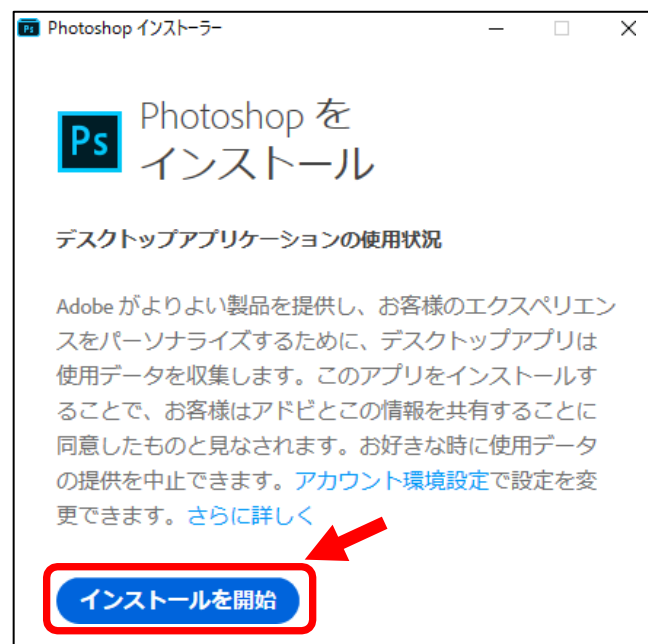 Ps Photoshop インストーラー
Ps Photoshop を
インストール
デスクトップアプリケーションの使用状況
Adobe がよりよい製品を提供し、お客様のエクスペリエン
スをパーソナライズするために、デスクトップアプリは
使用データを収集します。このアプリをインストールす
ることで、お客様はアドビとこの情報を共有することに
同意したものと見なされます。お好きな時に使用データ
の提供を中止できます。アカウント環境設定で設定を変
更できます。さらに詳しく
インストールを開始